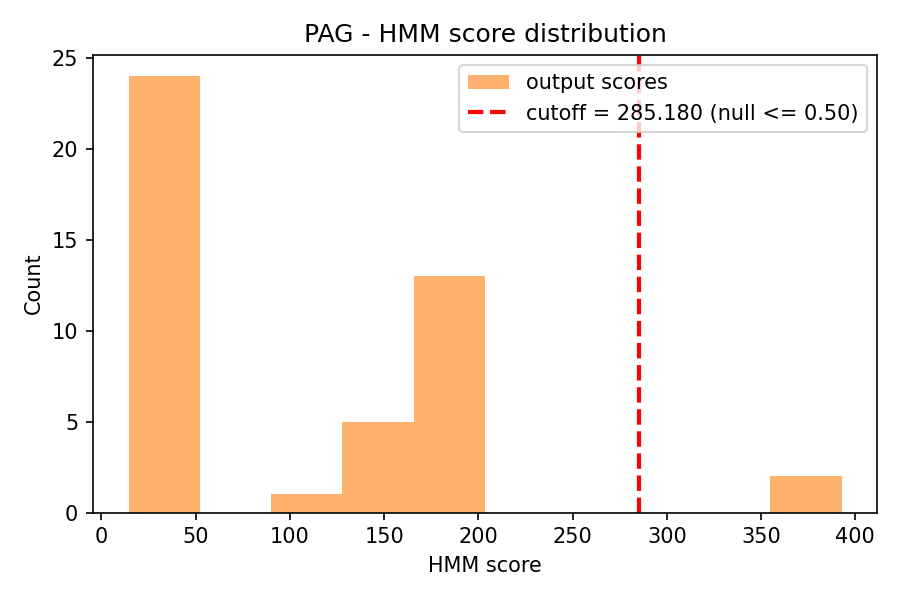 PAG - HMM score distribution
output scores
cutoff = 285.180 (null <= 0.50)
Count
25
20
15
10
5
0
0 50 100 150 200 250 300 350 400
HMM score